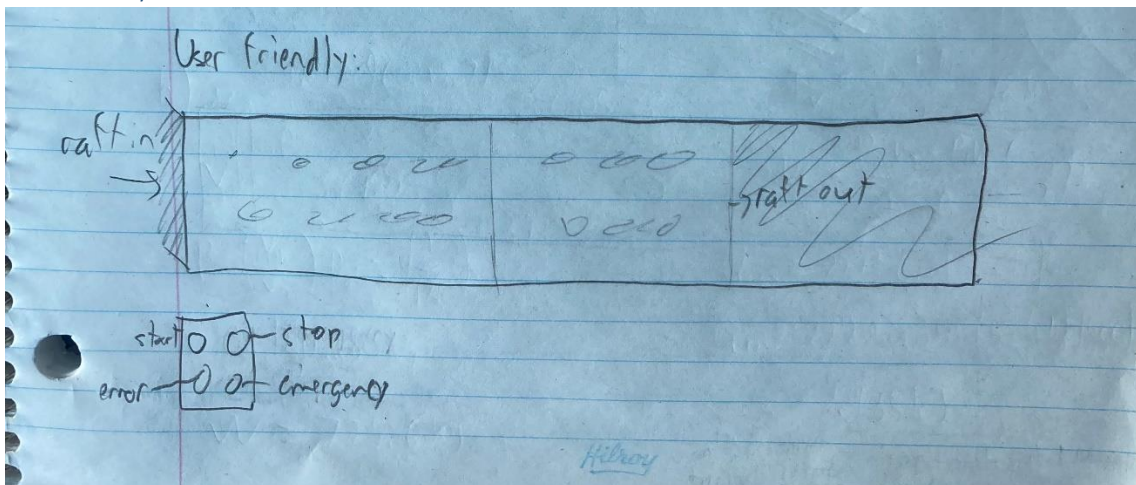 User friendly:
raft in
raft out
start
stop
error
emergency
Hilroy